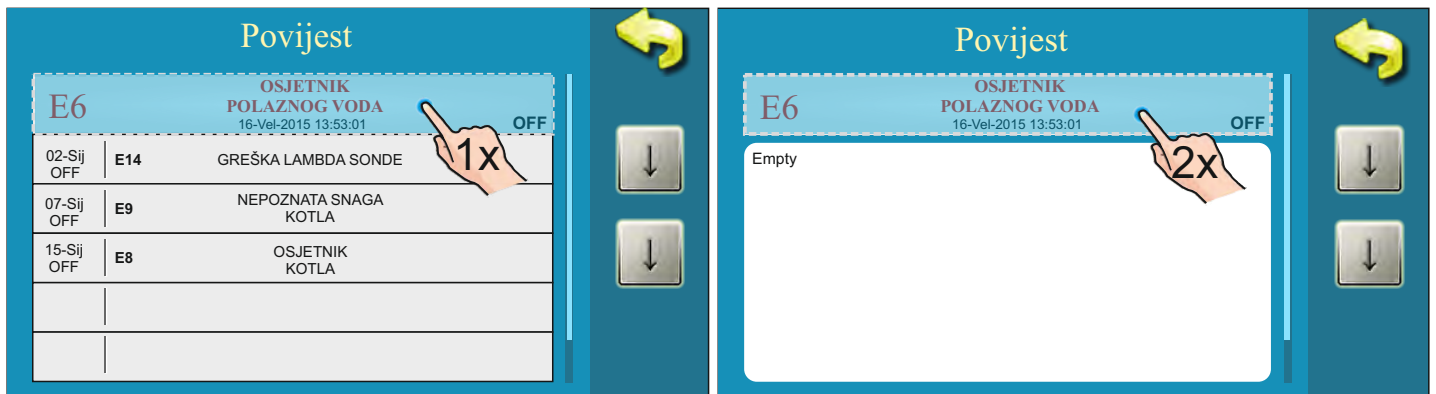 Povijest
E6
OSJETNIK
POLAZNOG VODA
16-Vel-2015 13:53:01
OFF
1x
02-Sij
OFF
E14
GREŠKA LAMBDA SONDE
07-Sij
OFF
E9
NEPOZNATA SNAGA
KOTLA
15-Sij
OFF
E8
OSJETNIK
KOTLA
Povijest
E6
OSJETNIK
POLAZNOG VODA
16-Vel-2015 13:53:01
OFF
2x
Empty